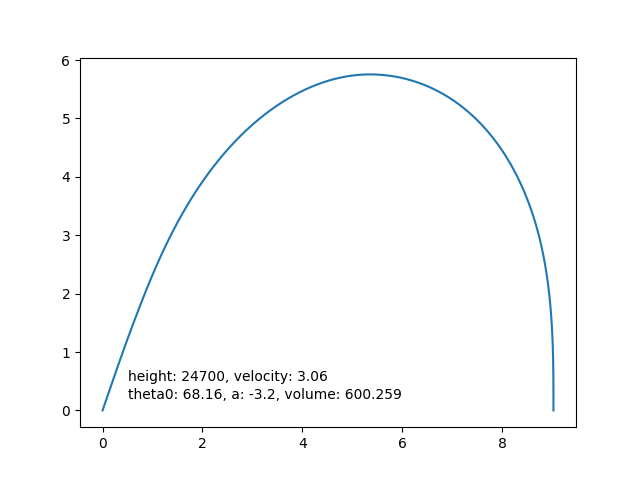 6
5
4
3
2
1
0
height: 24700, velocity: 3.06
theta0: 68.16, a: -3.2, volume: 600.259
0 2 4 6 8